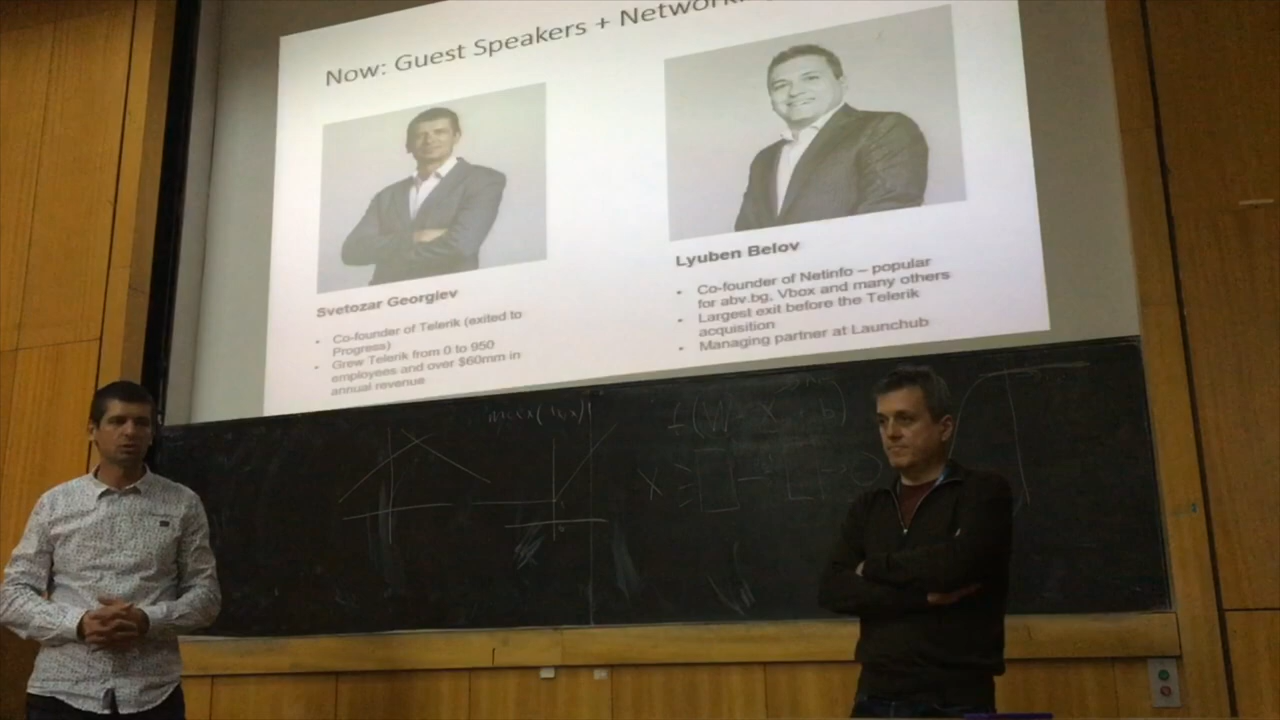 Now: Guest Speakers + Networking
Svetozar Georgiev
• Co-founder of Telerik (exited to
Progress)
• Grew Telerik from 0 to 950
employees and over $60mm in
annual revenue
Lyuben Belov
• Co-founder of Netinfo – popular
for abv.bg, Vbox and many others
• Largest exit before the Telerik
acquisition
• Managing partner at Launchub
f(W · X + b)
X